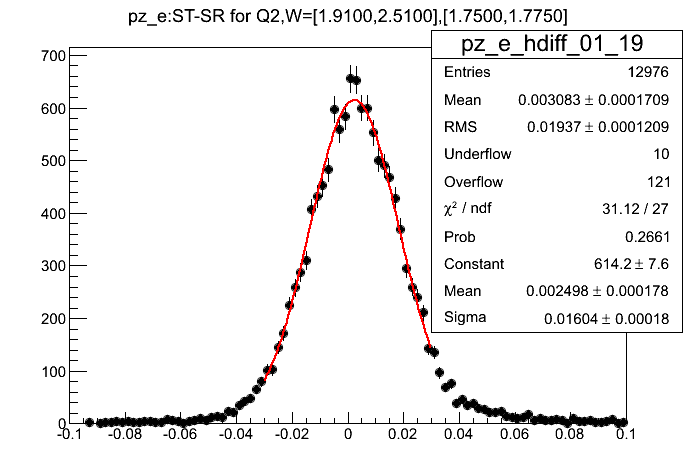 pz_e:ST-SR for Q2,W=[1.9100,2.5100],[1.7500,1.7750]
pz_e_hdiff_01_19
Entries 12976
Mean 0.003083 ± 0.0001709
RMS 0.01937 ± 0.0001209
Underflow 10
Overflow 121
χ² / ndf 31.12 / 27
Prob 0.2661
Constant 614.2 ± 7.6
Mean 0.002498 ± 0.000178
Sigma 0.01604 ± 0.00018
700
600
500
400
300
200
100
0
-0.1 -0.08 -0.06 -0.04 -0.02 0 0.02 0.04 0.06 0.08 0.1